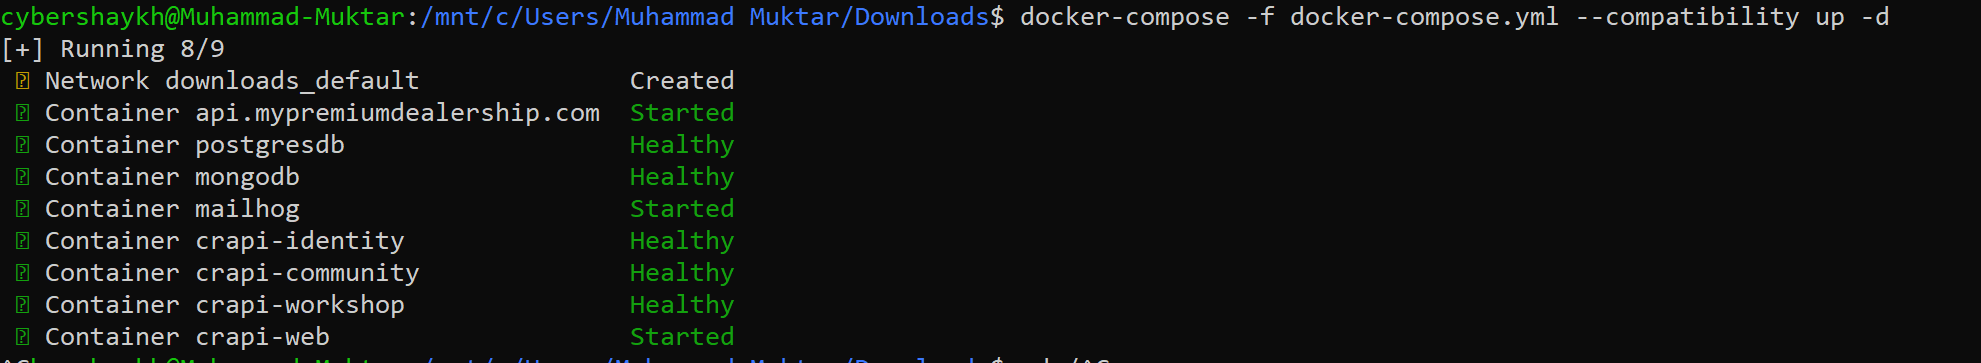 cybershaykh@Muhammad-Muktar:/mnt/c/Users/Muhammad Muktar/Downloads$ docker-compose -f docker-compose.yml --compatibility up -d
[+] Running 8/9
Network downloads_default Created
Container api.mypremiumdealership.com Started
Container postgresdb Healthy
Container mongodb Healthy
Container mailhog Started
Container crapi-identity Healthy
Container crapi-community Healthy
Container crapi-workshop Healthy
Container crapi-web Started